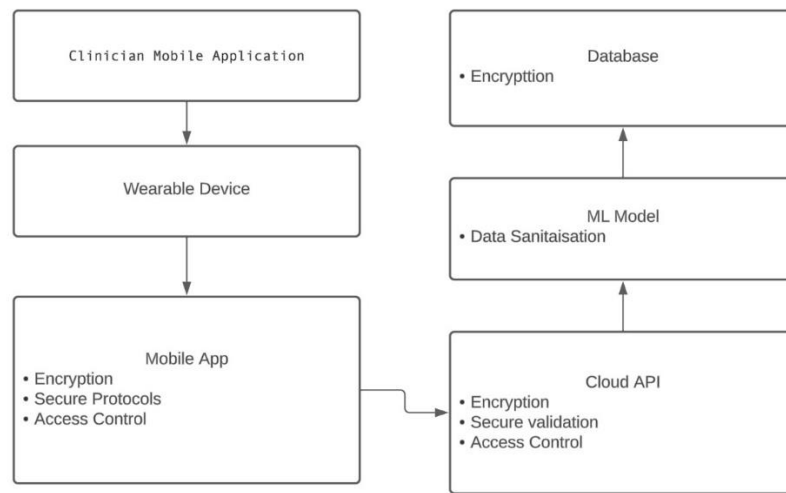 Clinician Mobile Application
Wearable Device
Mobile App
• Encryption
• Secure Protocols
• Access Control
Database
• Encrypttion
ML Model
• Data Sanitaisation
Cloud API
• Encryption
• Secure validation
• Access Control